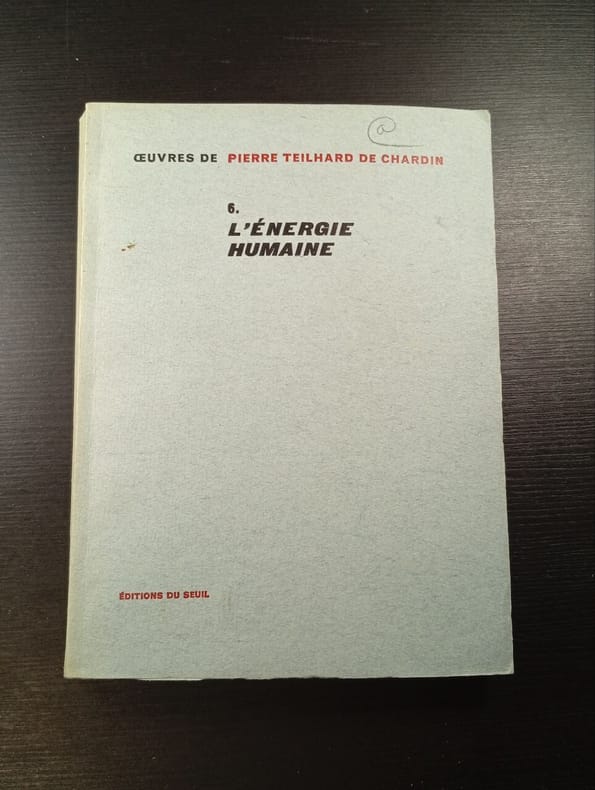 ŒUVRES DE PIERRE TEILHARD DE CHARDIN
6.
L'ÉNERGIE
HUMAINE
ÉDITIONS DU SEUIL